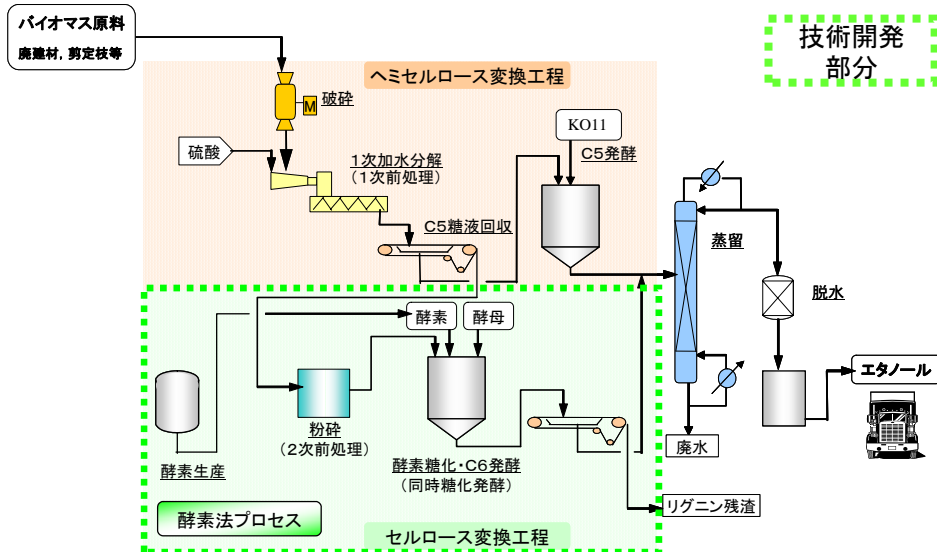 バイオマス原料
廃建材，剪定枝等
技術開発
部分
ヘミセルロース変換工程
M
破砕
KO11
C5発酵
硫酸
1次加水分解
（1次前処理）
C5糖液回収
蒸留
脱水
酵素
酵母
エタノール
粉砕
（2次前処理）
廃水
酵素生産
酵素糖化・C6発酵
（同時糖化発酵）
リグニン残渣
酵素法プロセス
セルロース変換工程